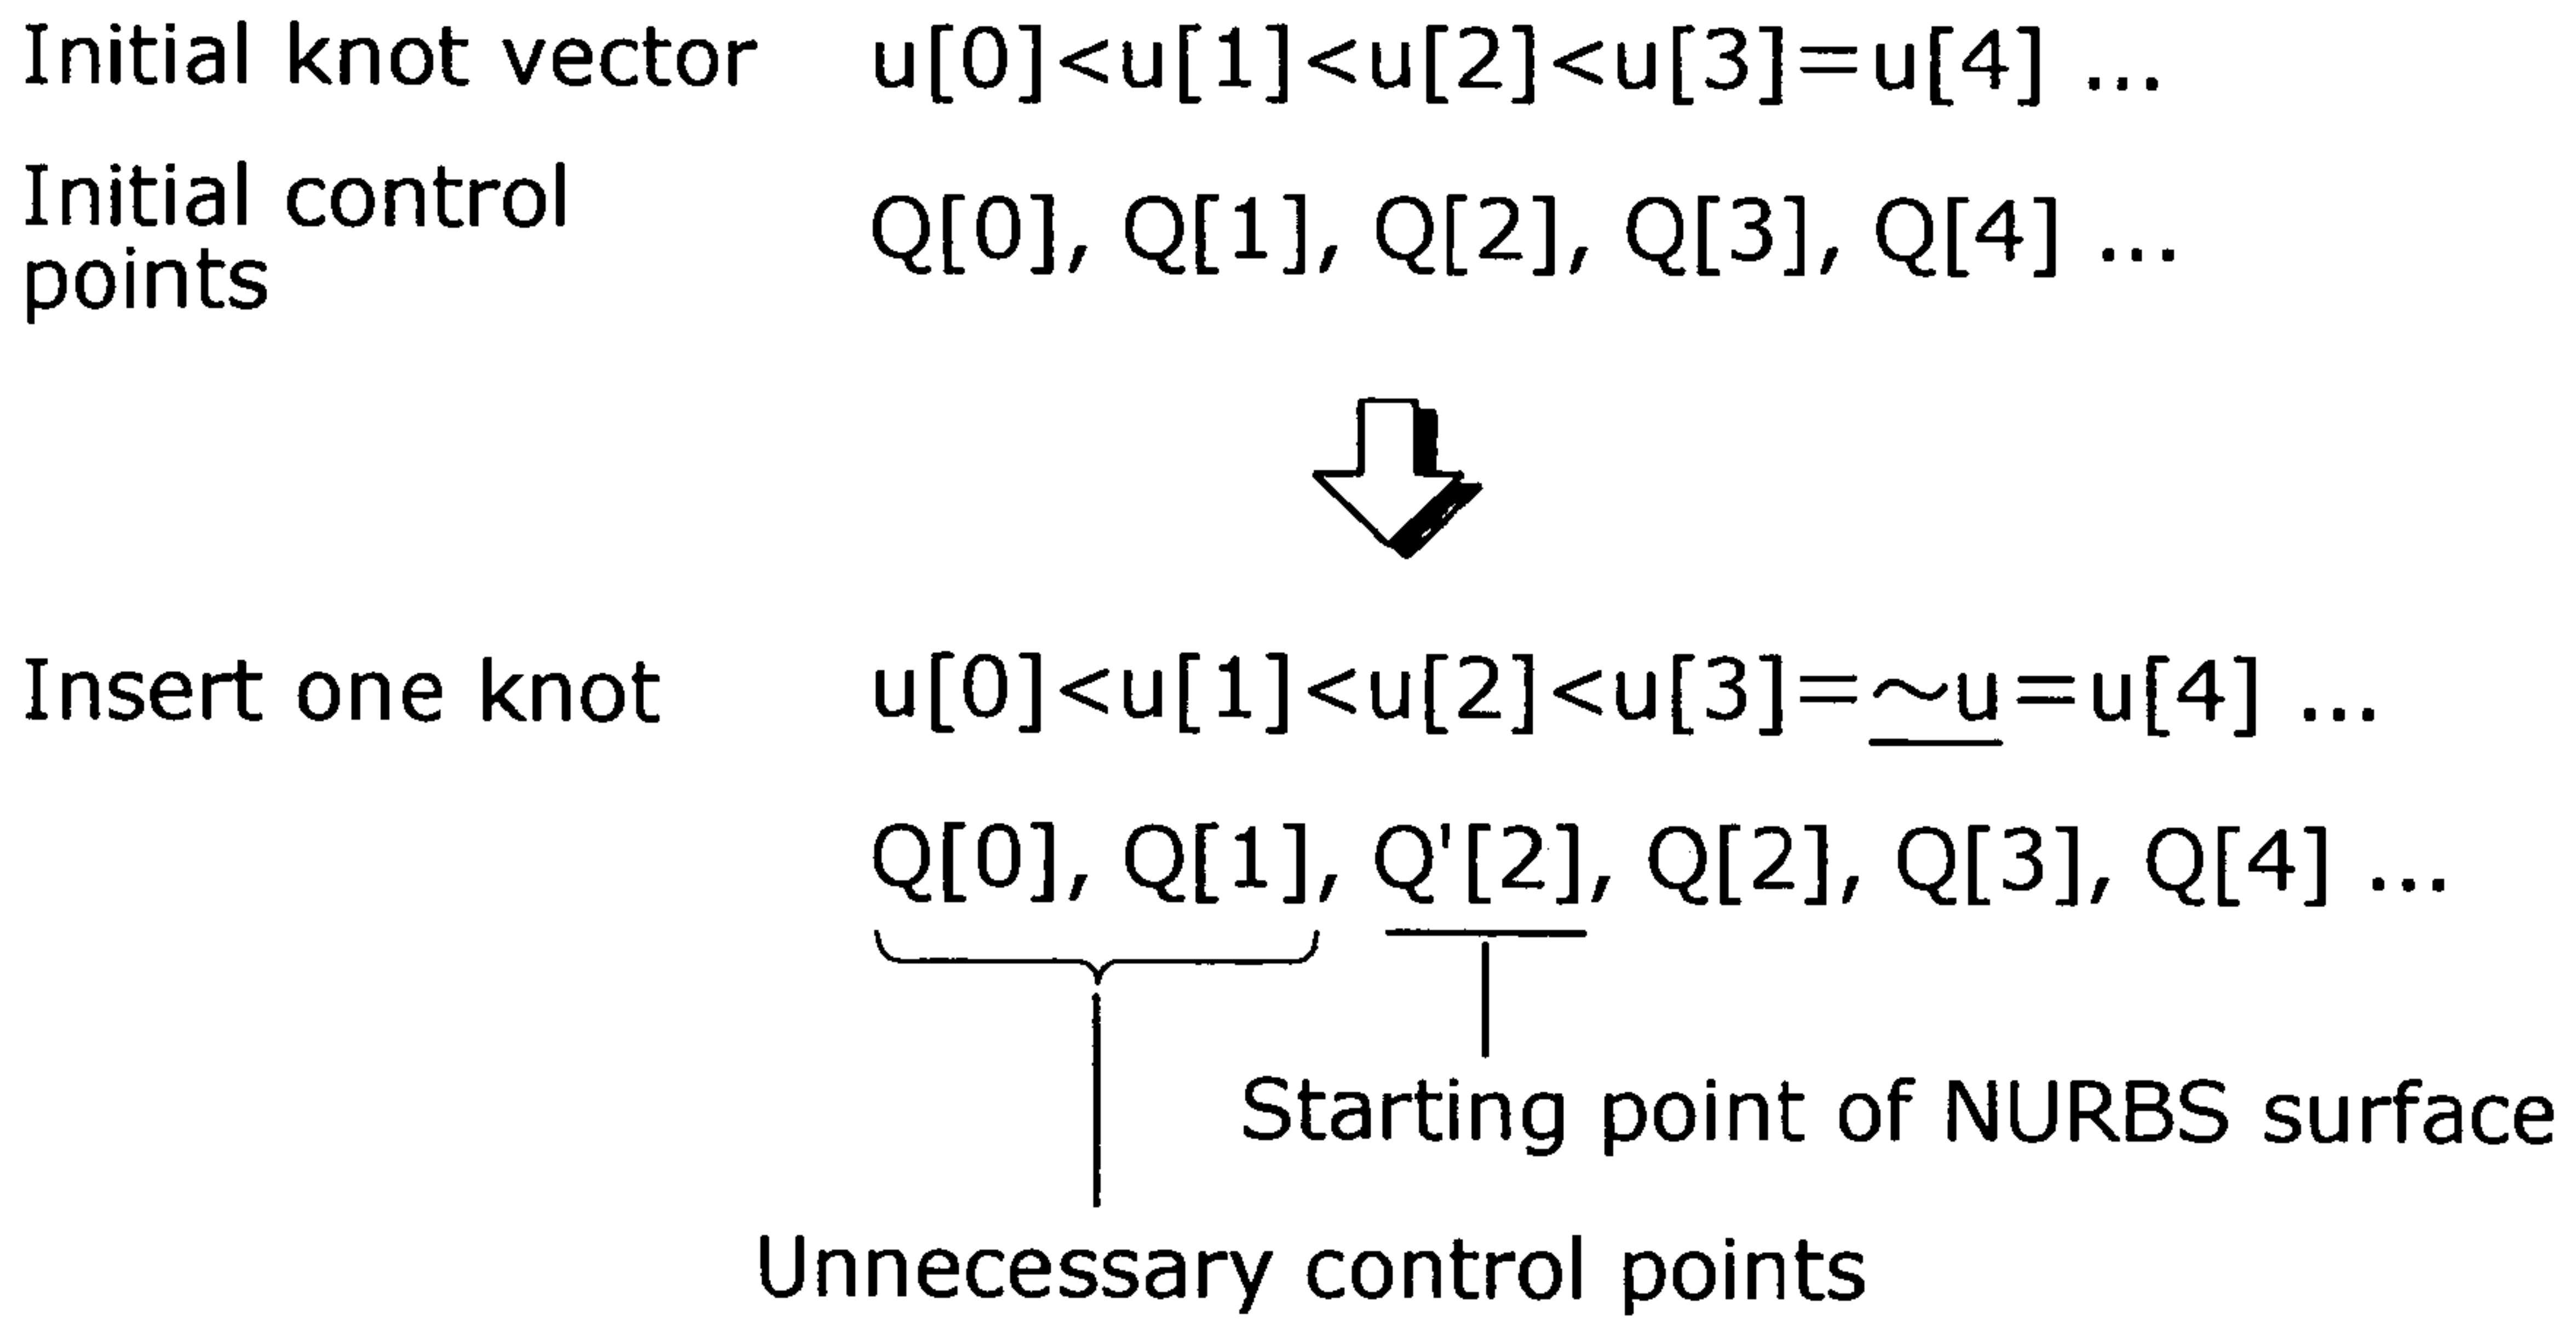 Initial knot vector u[0]<u[1]<u[2]<u[3]=u[4] ...
Initial control
points
Q[0], Q[1], Q[2], Q[3], Q[4] ...
Insert one knot u[0]<u[1]<u[2]<u[3]=~u=u[4] ...
Q[0], Q[1], Q'[2], Q[2], Q[3], Q[4] ...
Starting point of NURBS surface
Unnecessary control points